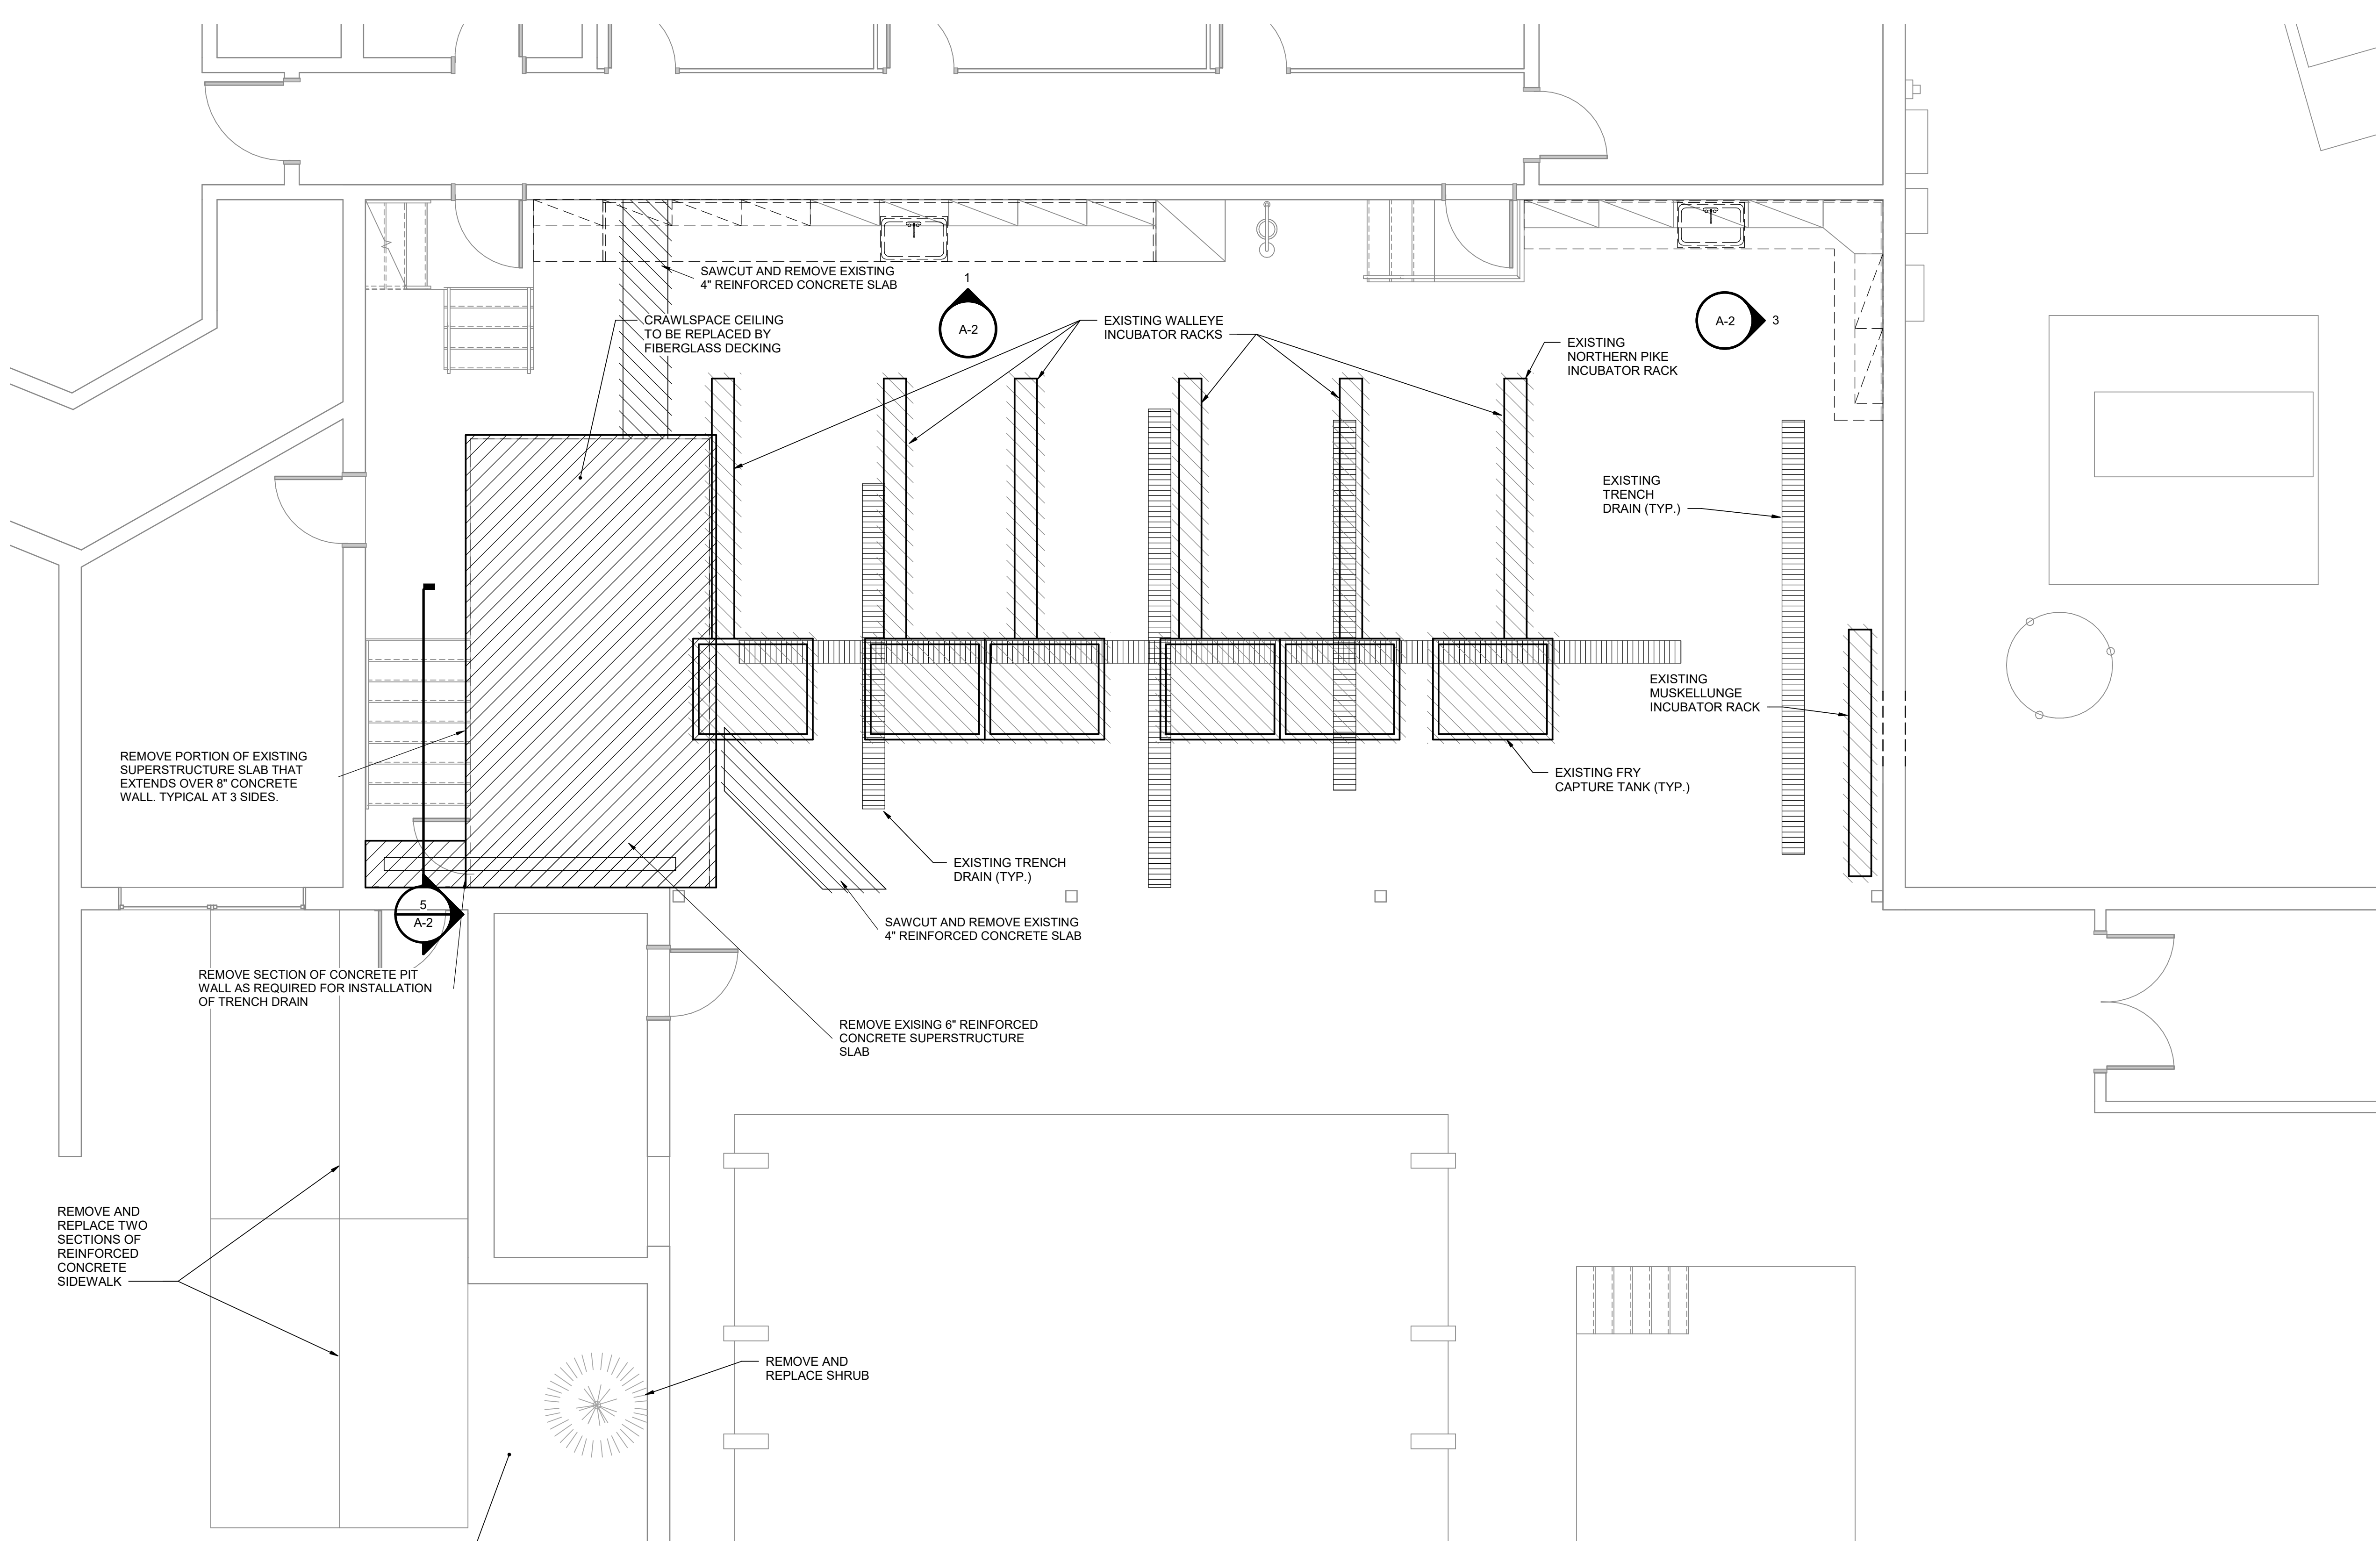 SAWCUT AND REMOVE EXISTING
4" REINFORCED CONCRETE SLAB
1
A-2
CRAWLSPACE CEILING
TO BE REPLACED BY
FIBERGLASS DECKING
EXISTING WALLEYE
INCUBATOR RACKS
A-2
3
EXISTING
NORTHERN PIKE
INCUBATOR RACK
EXISTING
TRENCH
DRAIN (TYP.)
EXISTING
MUSKELLUNGE
INCUBATOR RACK
REMOVE PORTION OF EXISTING
SUPERSTRUCTURE SLAB THAT
EXTENDS OVER 8" CONCRETE
WALL. TYPICAL AT 3 SIDES.
EXISTING FRY
CAPTURE TANK (TYP.)
EXISTING TRENCH
DRAIN (TYP.)
5
A-2
SAWCUT AND REMOVE EXISTING
4" REINFORCED CONCRETE SLAB
REMOVE SECTION OF CONCRETE PIT
WALL AS REQUIRED FOR INSTALLATION
OF TRENCH DRAIN
REMOVE EXISING 6" REINFORCED
CONCRETE SUPERSTRUCTURE
SLAB
REMOVE AND
REPLACE TWO
SECTIONS OF
REINFORCED
CONCRETE
SIDEWALK
REMOVE AND
REPLACE SHRUB